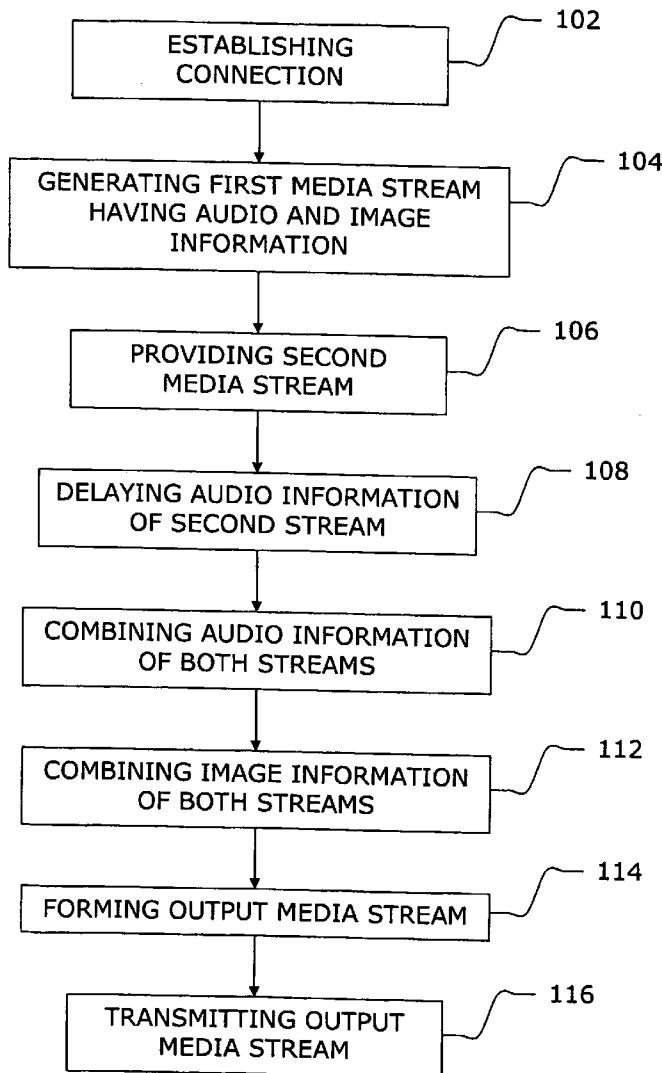 102
ESTABLISHING
CONNECTION
104
GENERATING FIRST MEDIA STREAM
HAVING AUDIO AND IMAGE
INFORMATION
106
PROVIDING SECOND
MEDIA STREAM
108
DELAYING AUDIO INFORMATION
OF SECOND STREAM
110
COMBINING AUDIO INFORMATION
OF BOTH STREAMS
112
COMBINING IMAGE INFORMATION
OF BOTH STREAMS
114
FORMING OUTPUT MEDIA STREAM
116
TRANSMITTING OUTPUT
MEDIA STREAM